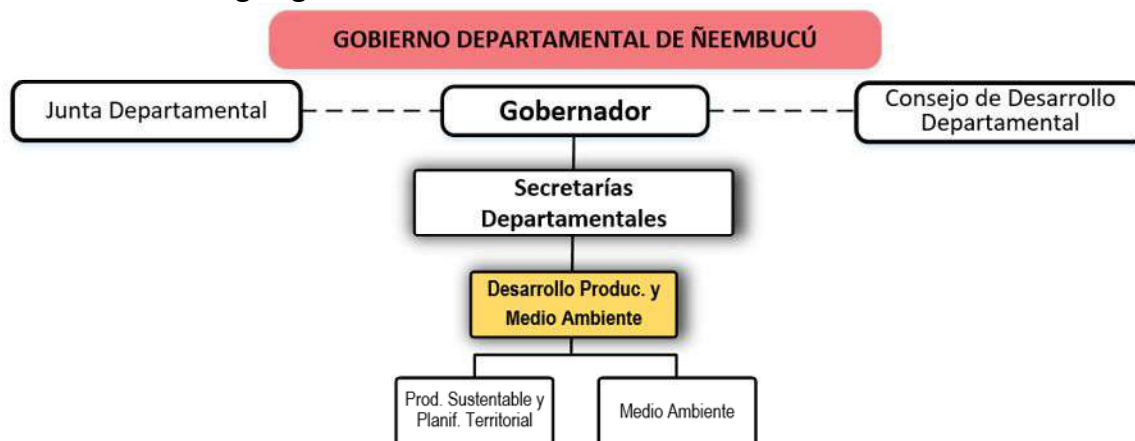 GOBIERNO DEPARTAMENTAL DE ÑEEMBUCÚ
Junta Departamental
Gobernador
Consejo de Desarrollo
Departamental
Secretarías
Departamentales
Desarrollo Produc. y
Medio Ambiente
Prod. Sustentable y
Planif. Territorial
Medio Ambiente